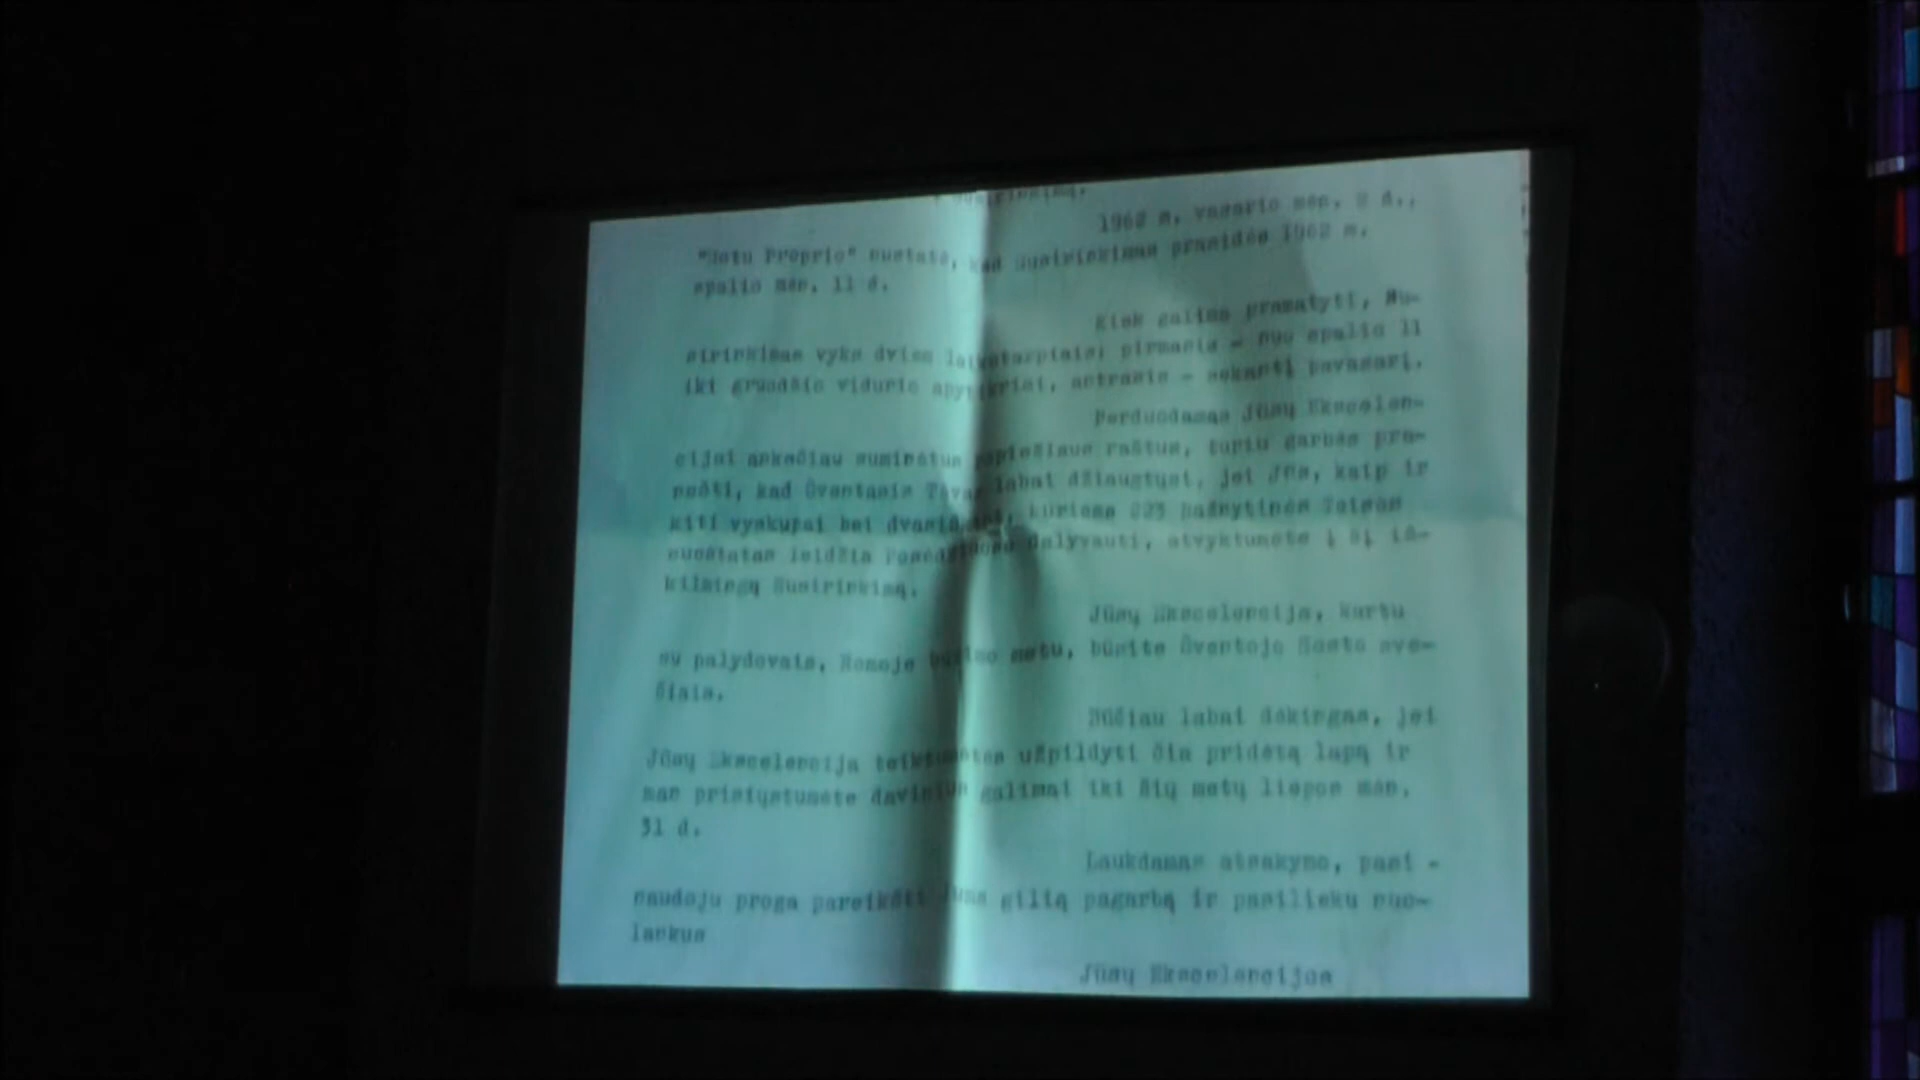 1962 m. vasario mėn. 2 d.,
"Motu Proprio" nustatė, kad Susirinkimas prasidės 1962 m.
spalio mėn. 11 d.
Kiek galima pramatyti, Su-
sirinkimas vyks dviem laikotarpiais; pirmasis - nuo spalio 11
iki gruodžio vidurio apytikriai, antrasis - sekantį pavasarį.
Perduodamas Jūsų Ekscelen-
cijai anksčiau suminėtus popiežiaus raštus, turiu garbės pra-
nešti, kad Šventasis Tėvas labai džiaugtųsi, jei Jūs, kaip ir
kiti vyskupai bei dvasiškiai, kuriems 223 Bažnytinės Teisės
nuostatas leidžia Posėdžiuose dalyvauti, atvyktumėte į šį iš-
kilmingą Susirinkimą.
Jūsų Ekscelencija, kartu
su palydovais, Romoje buvimo metu, būsite Šventojo Sosto sve-
čiais.
Būčiau labai dėkingas, jei
Jūsų Ekscelencija teiktumėtės užpildyti čia pridėtą lapą ir
man pristatytumėte davinius galimai iki šių metų liepos mėn.
31 d.
Laukdamas atsakymo, pasi -
naudoju proga pareikšti Jums gilią pagarbą ir pasilieku nuo-
lankus
Jūsų Ekscelencijos